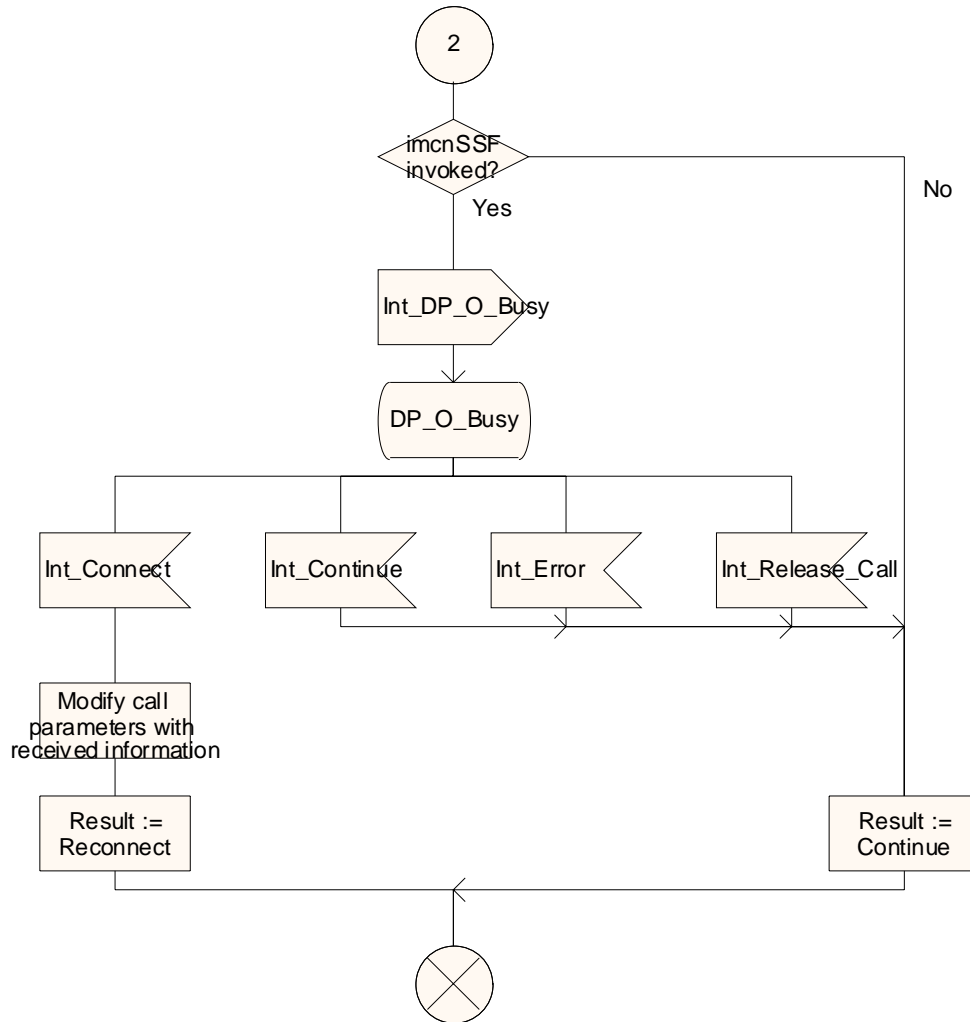 2
imcnSSF
invoked?
No
Yes
Int_DP_O_Busy
DP_O_Busy
Int_Connect
Int_Continue
Int_Error
Int_Release_Call
Modify call
parameters with
received information
Result :=
Reconnect
Result :=
Continue